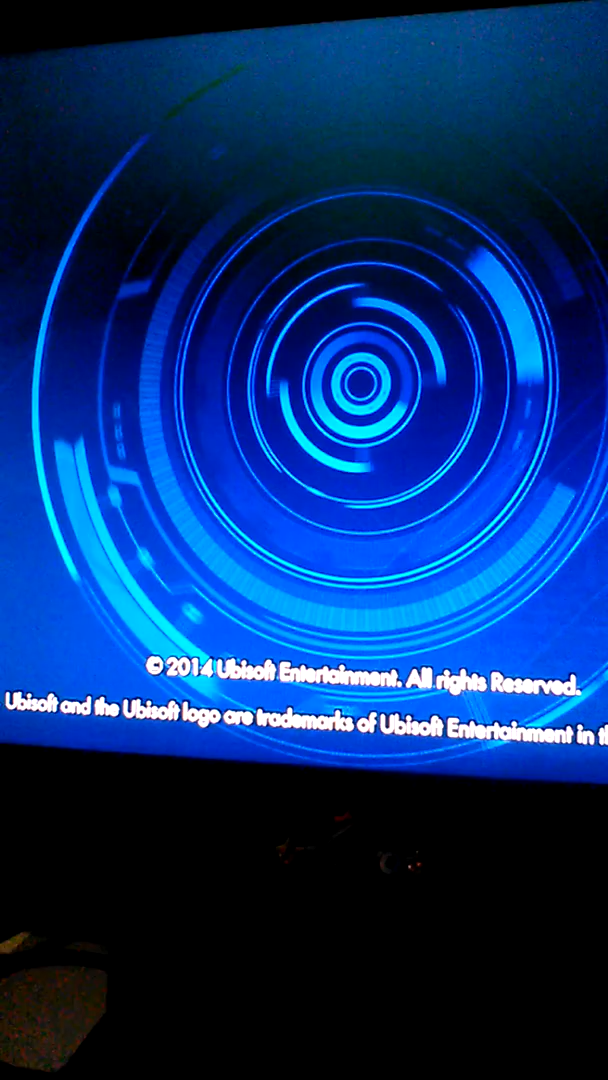 © 2014 Ubisoft Entertainment. All rights Reserved.
Ubisoft and the Ubisoft logo are trademarks of Ubisoft Entertainment in